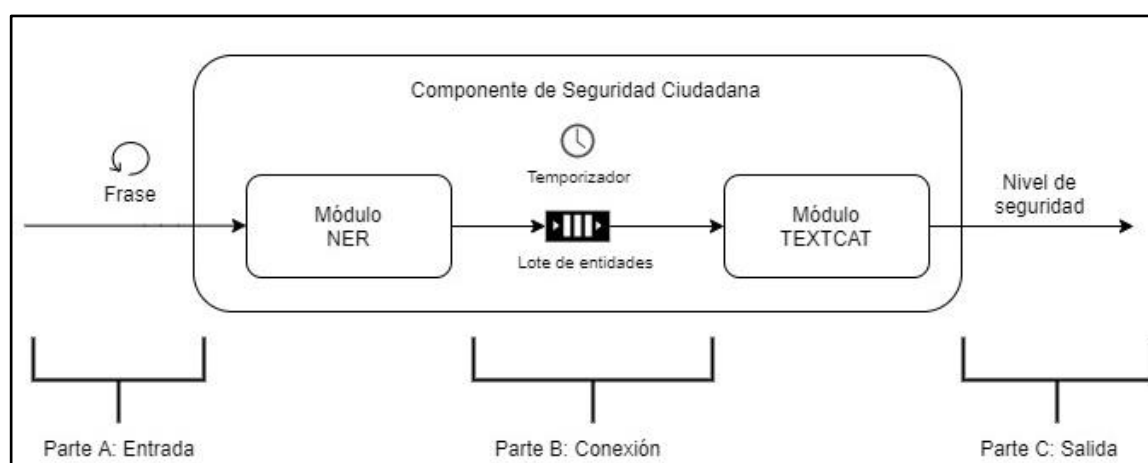 Componente de Seguridad Ciudadana
Temporizador
Frase
Módulo
NER
Lote de entidades
Módulo
TEXTCAT
Nivel de
seguridad
Parte A: Entrada
Parte B: Conexión
Parte C: Salida